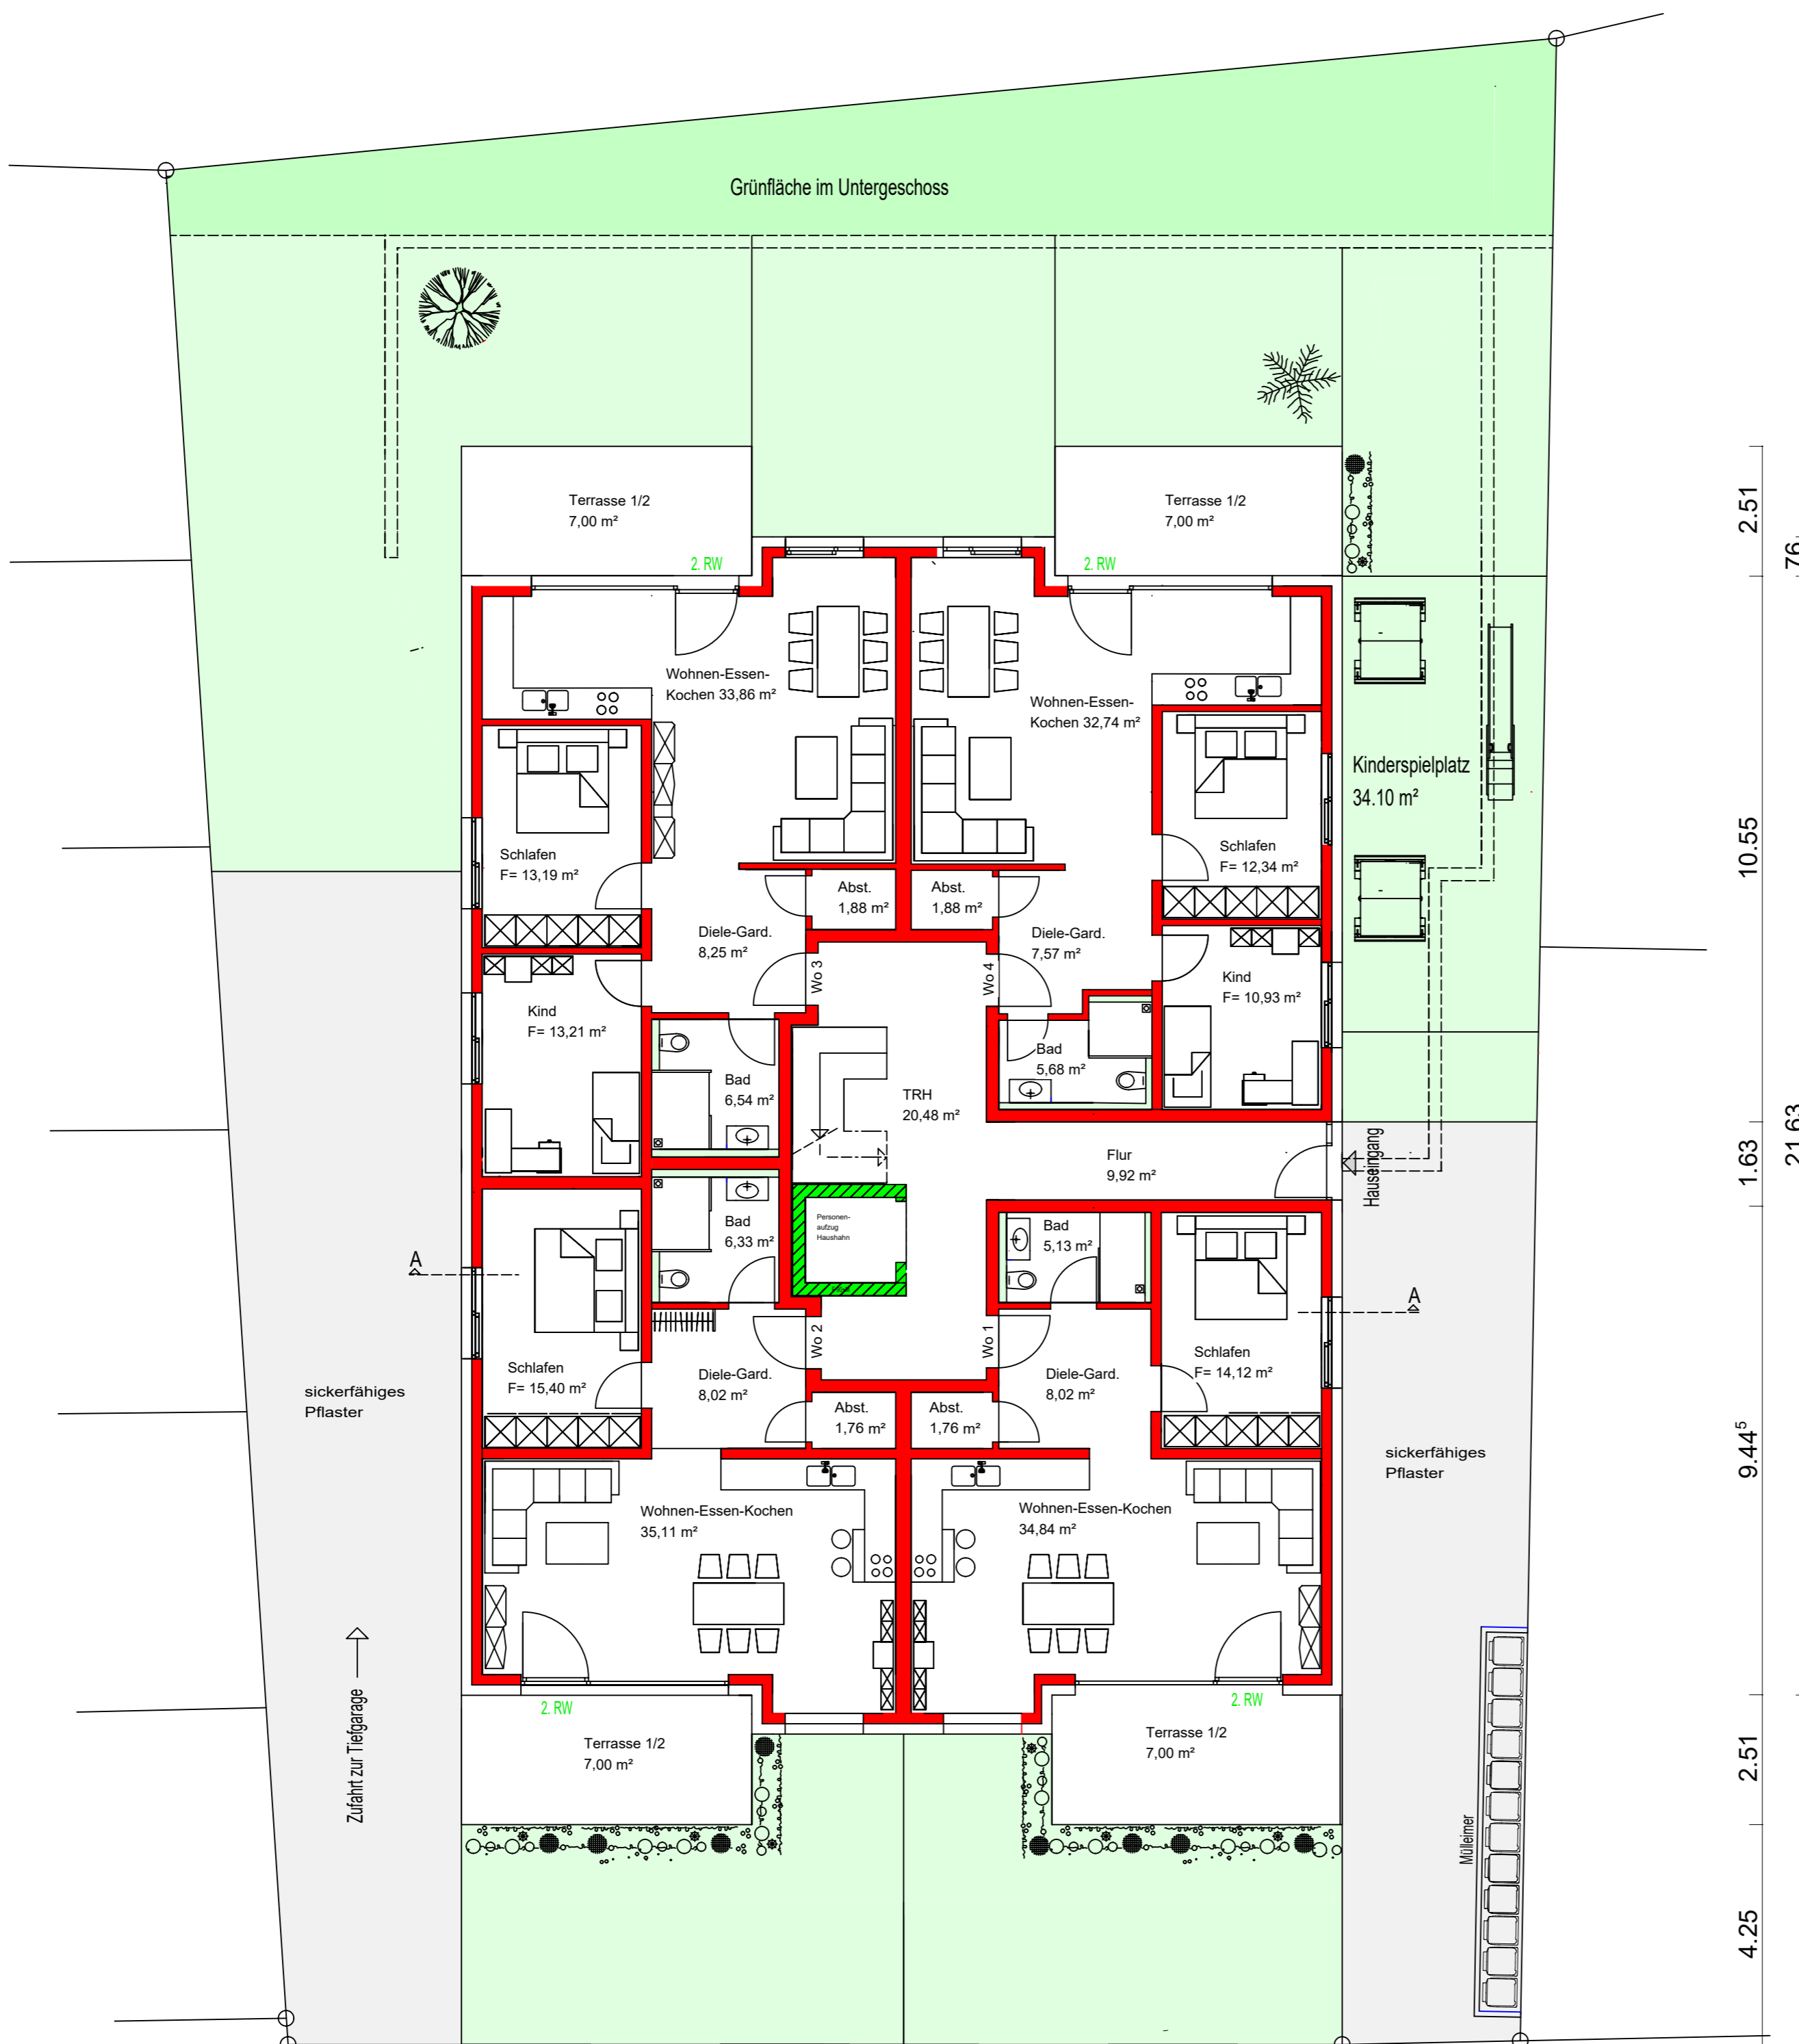 Grünfläche im Untergeschoss
Terrasse 1/2
7,00 m²
Terrasse 1/2
7,00 m²
2. RW
2. RW
2.51
76
Wohnen-Essen-
Kochen 33,86 m²
Wohnen-Essen-
Kochen 32,74 m²
Kinderspielplatz
34.10 m²
Schlafen
F= 13,19 m²
Schlafen
F= 12,34 m²
10.55
Abst.
1,88 m²
Abst.
1,88 m²
Diele-Gard.
8,25 m²
Wo 3
Wo 4
Diele-Gard.
7,57 m²
Kind
F= 13,21 m²
Kind
F= 10,93 m²
Bad
6,54 m²
TRH
20,48 m²
Bad
5,68 m²
Flur
9,92 m²
Hauseingang
1.63
21.63
Bad
6,33 m²
Personen-
aufzug
Haushahn
Bad
5,13 m²
A
A
Schlafen
F= 15,40 m²
Diele-Gard.
8,02 m²
Wo 2
Wo 1
Diele-Gard.
8,02 m²
Schlafen
F= 14,12 m²
sickerfähiges
Pflaster
Abst.
1,76 m²
Abst.
1,76 m²
sickerfähiges
Pflaster
9.44⁵
Wohnen-Essen-Kochen
35,11 m²
Wohnen-Essen-Kochen
34,84 m²
Zufahrt zur Tiefgarage
2. RW
2. RW
Terrasse 1/2
7,00 m²
Terrasse 1/2
7,00 m²
2.51
Mülleimer
4.25